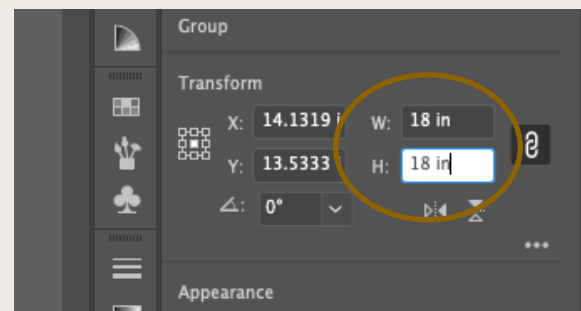 Group
Transform
X: 14.1319 i W: 18 in
Y: 13.5333 i H: 18 in
0°
Appearance